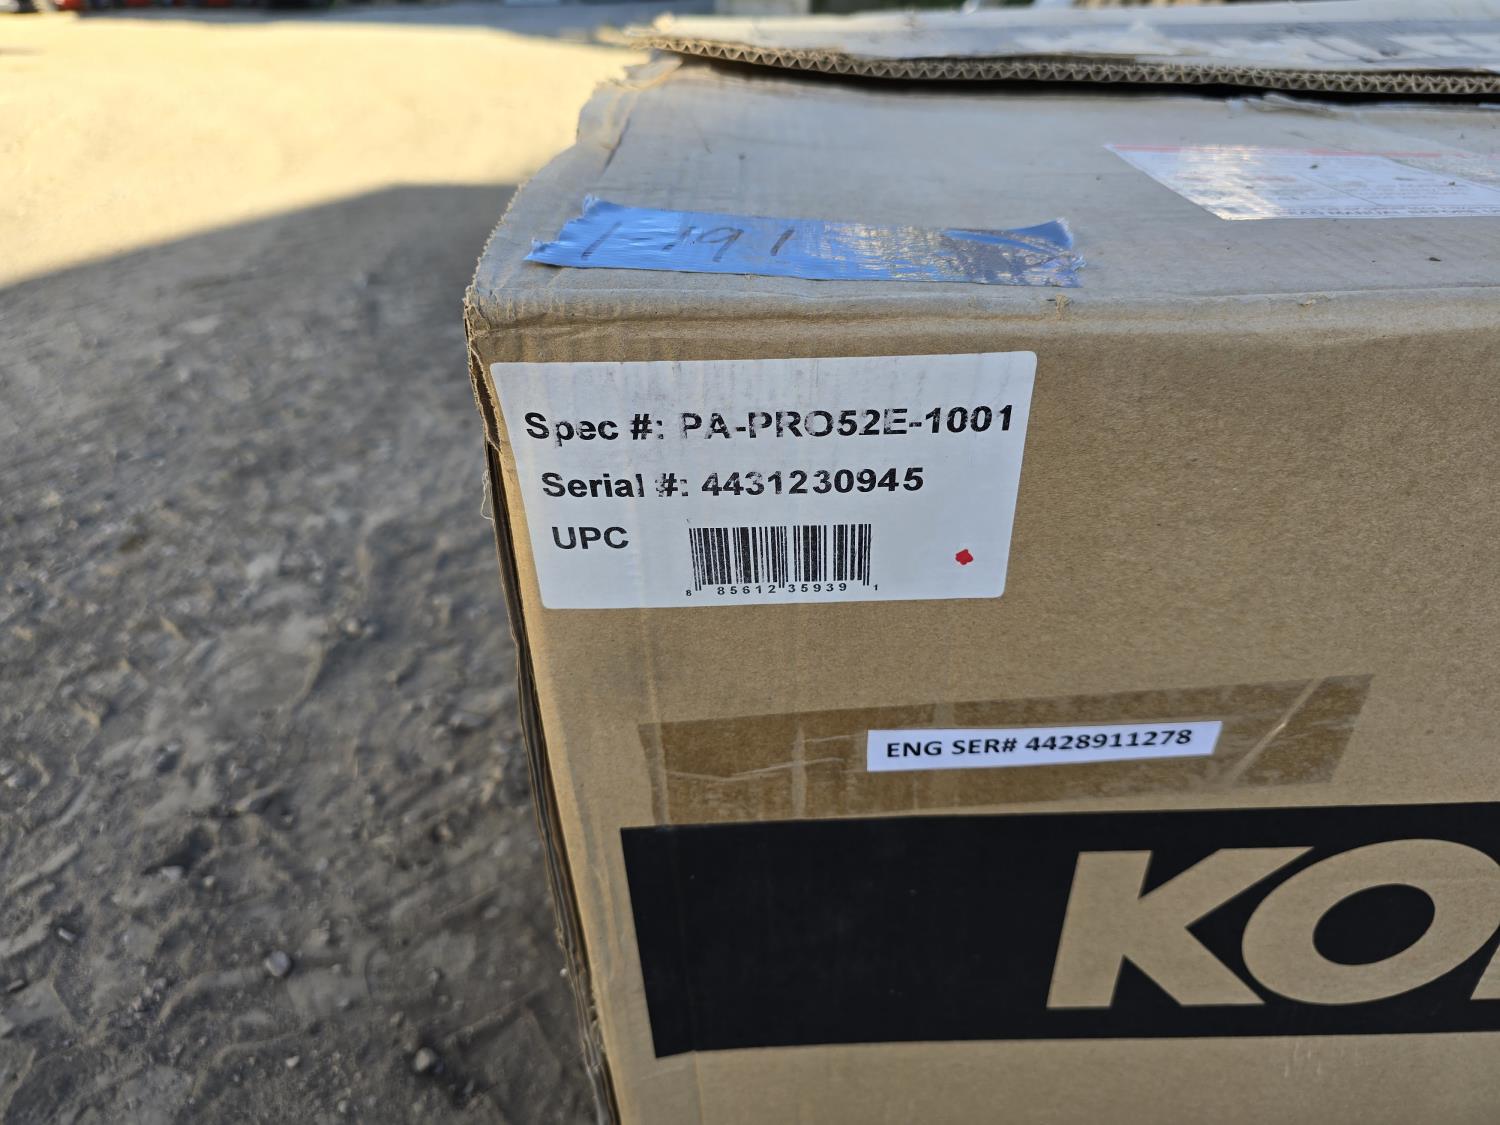 1-191
Spec #: PA-PRO52E-1001
Serial #: 4431230945
UPC
8 85612 35939 1
ENG SER# 4428911278
KO